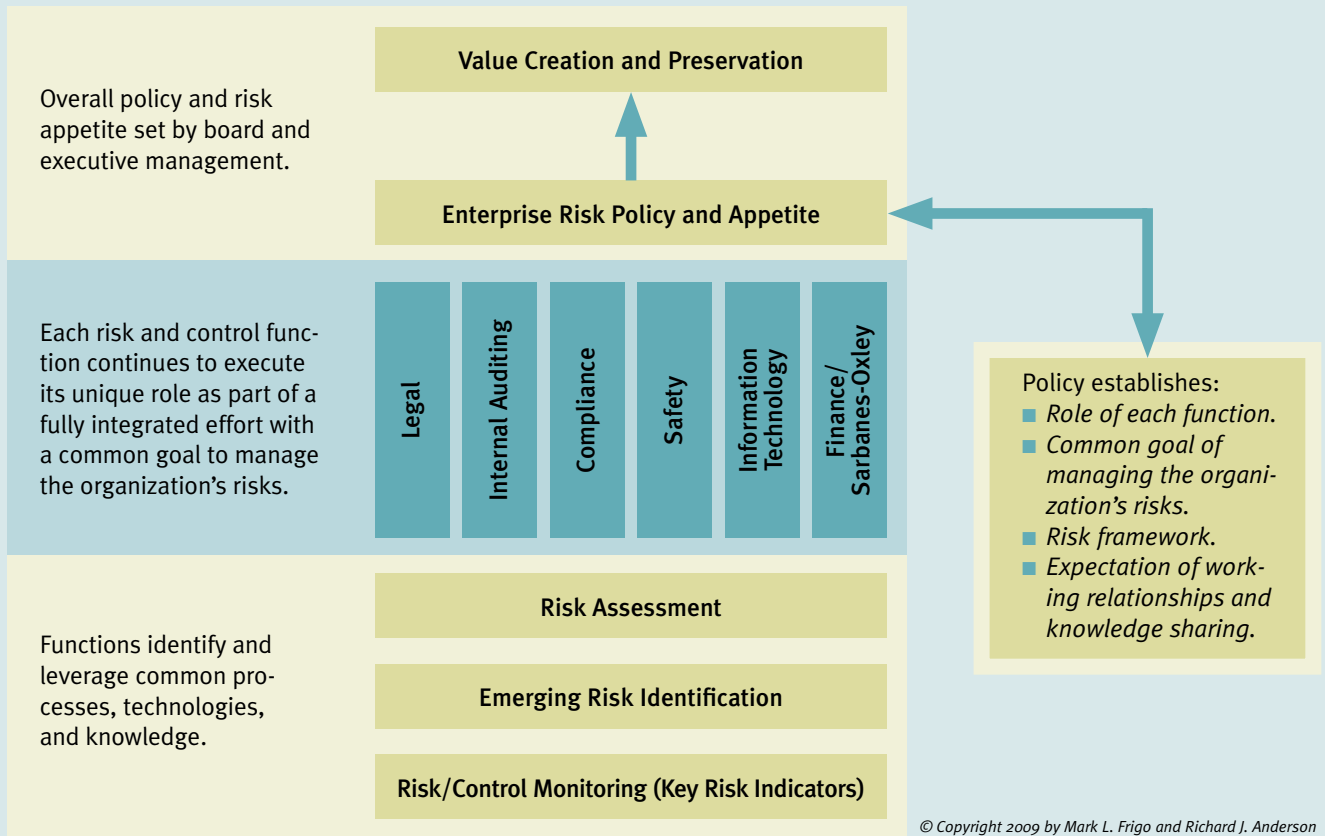 Value Creation and Preservation
Overall policy and risk
appetite set by board and
executive management.
Enterprise Risk Policy and Appetite
Each risk and control func-
tion continues to execute
its unique role as part of a
fully integrated effort with
a common goal to manage
the organization’s risks.
Legal
Internal Auditing
Compliance
Safety
Information
Technology
Finance/
Sarbanes-Oxley
Policy establishes:
■ Role of each function.
■ Common goal of
managing the organi-
zation’s risks.
■ Risk framework.
■ Expectation of work-
ing relationships and
knowledge sharing.
Functions identify and
leverage common pro-
cesses, technologies,
and knowledge.
Risk Assessment
Emerging Risk Identification
Risk/Control Monitoring (Key Risk Indicators)
© Copyright 2009 by Mark L. Frigo and Richard J. Anderson